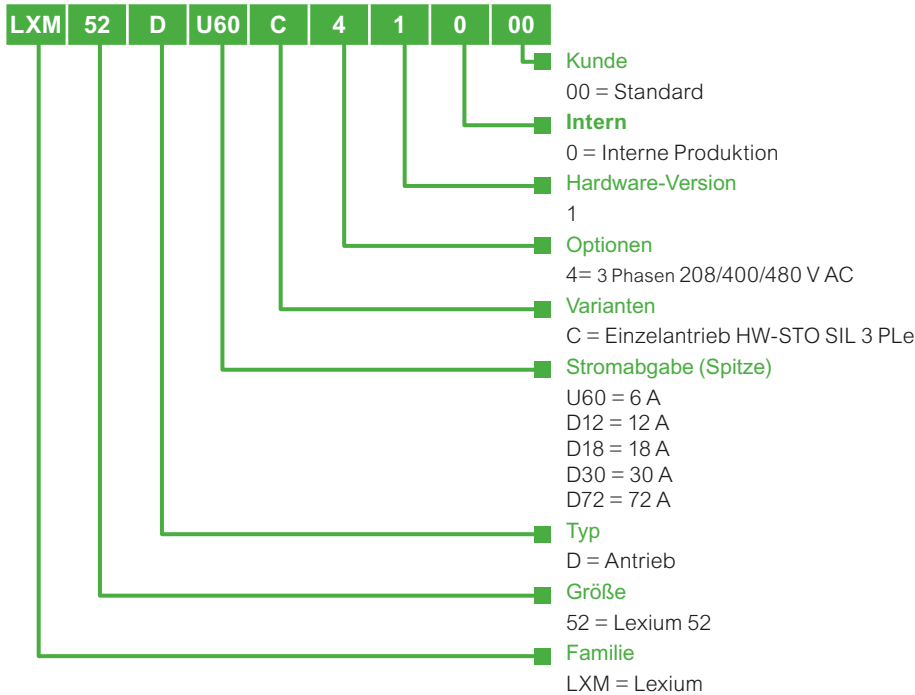 LXM 52 D U60 C 4 1 0 00
Kunde
00 = Standard
Intern
0 = Interne Produktion
Hardware-Version
1
Optionen
4= 3 Phasen 208/400/480 V AC
Varianten
C = Einzelantrieb HW-STO SIL 3 PLe
Stromabgabe (Spitze)
U60 = 6 A
D12 = 12 A
D18 = 18 A
D30 = 30 A
D72 = 72 A
Typ
D = Antrieb
Größe
52 = Lexium 52
Familie
LXM = Lexium